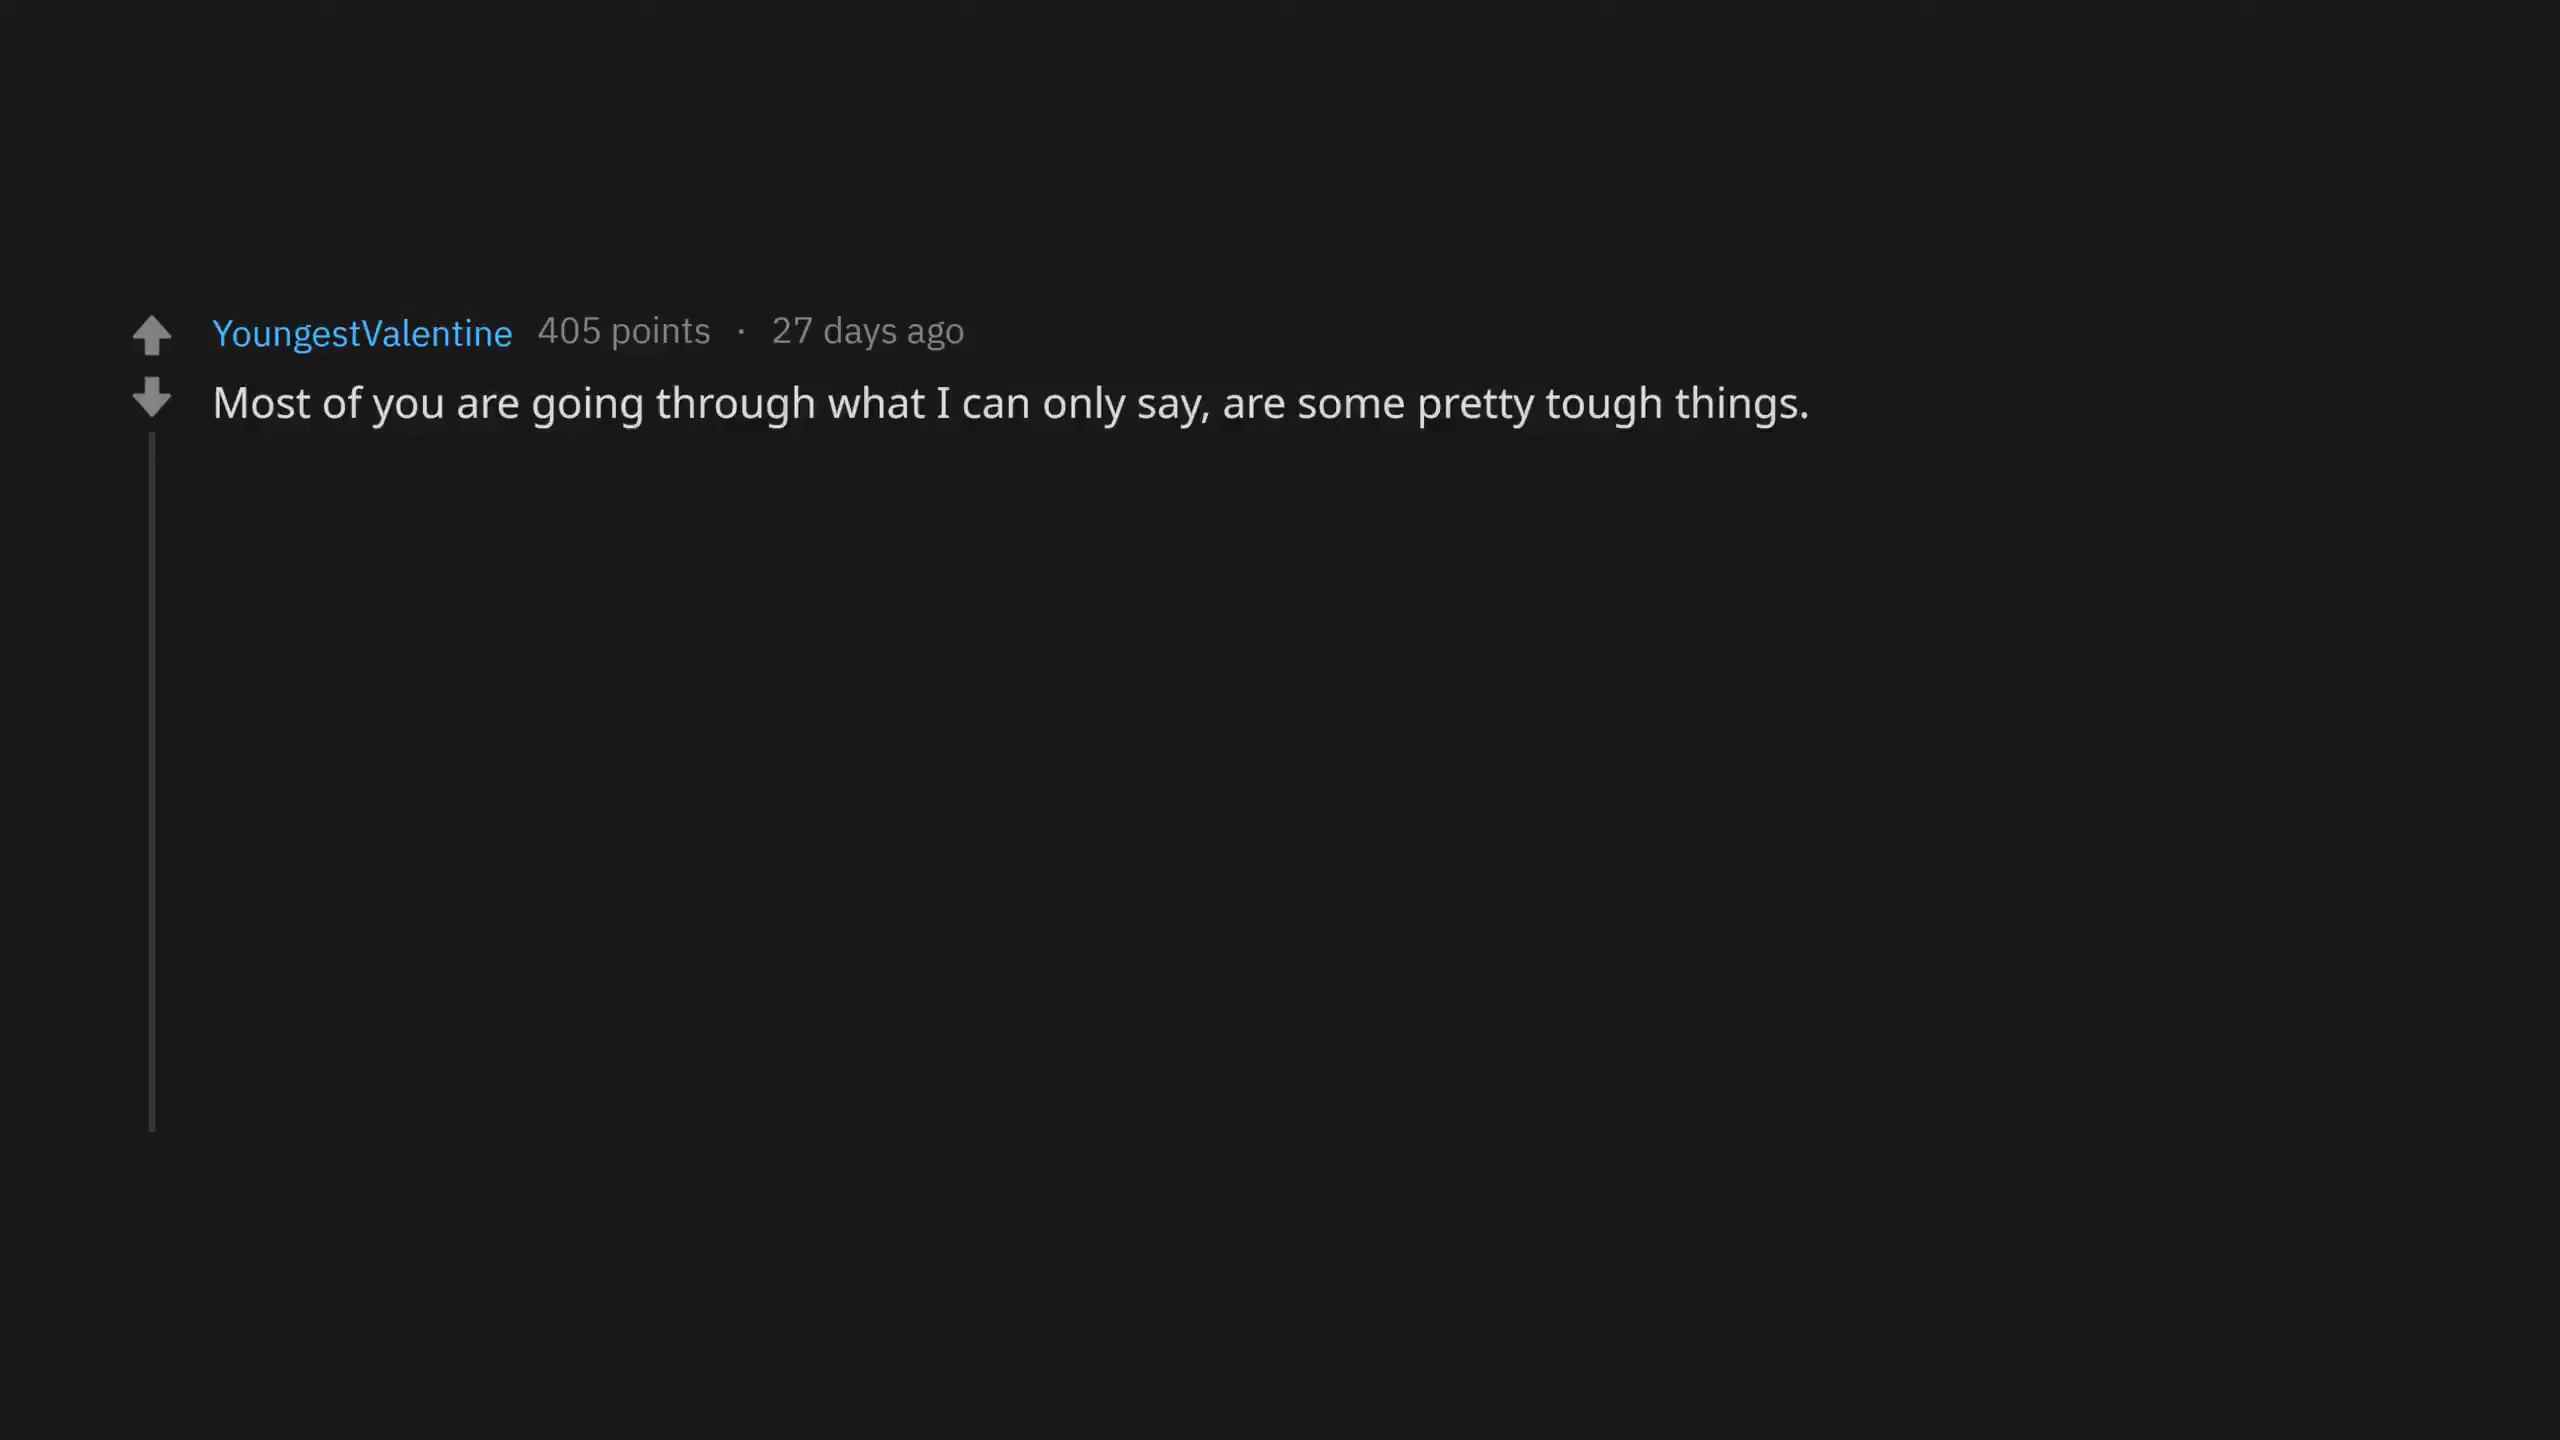 YoungestValentine 405 points · 27 days ago
Most of you are going through what I can only say, are some pretty tough things.